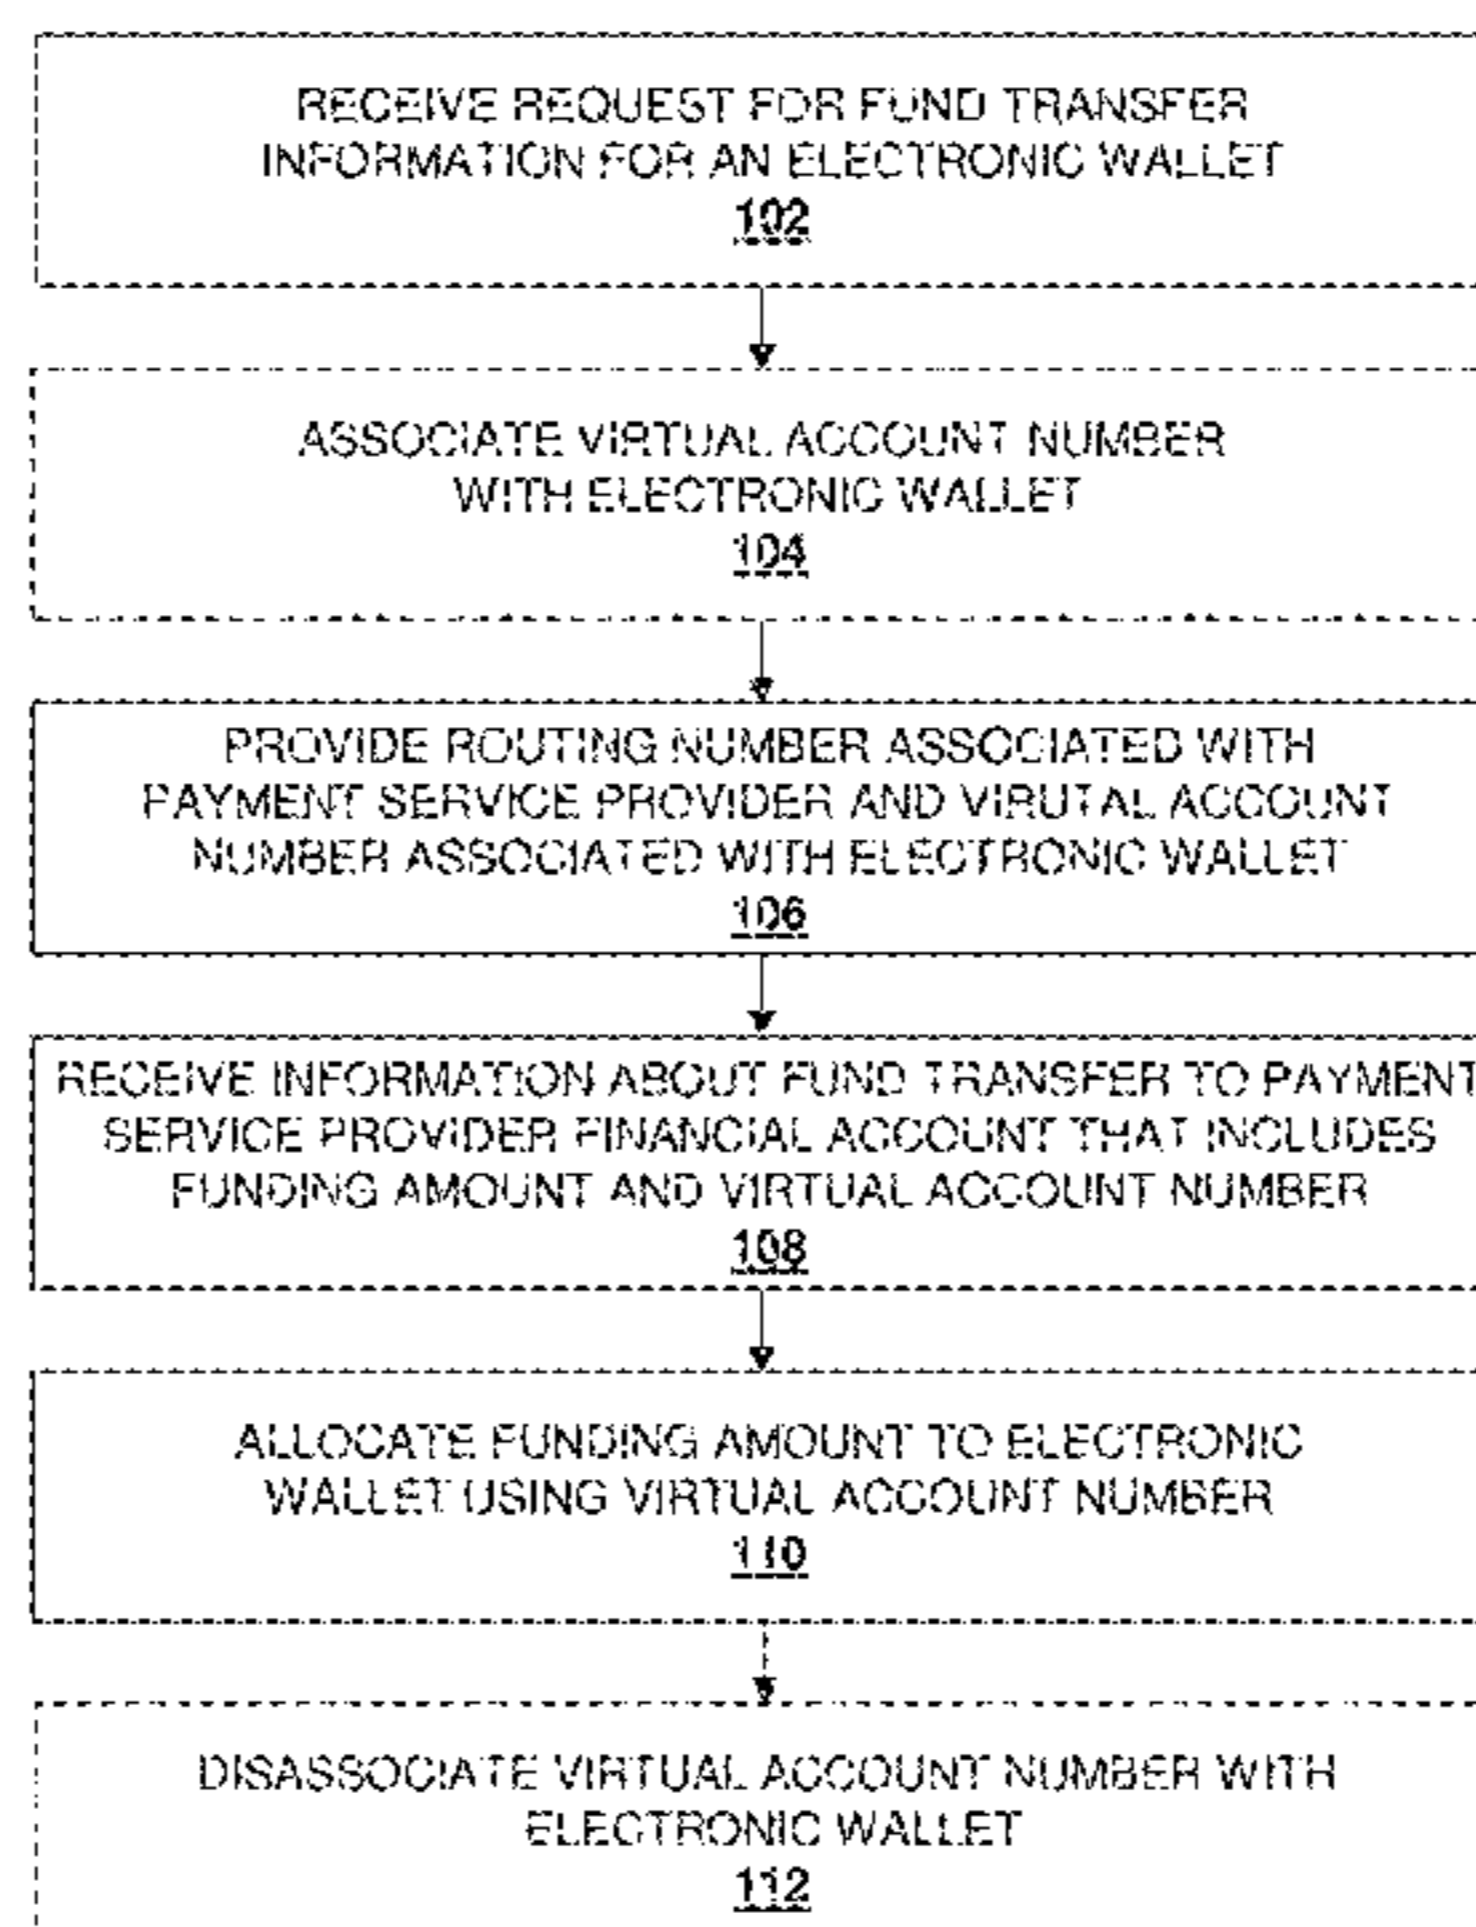 RECEIVE REQUEST FOR FUND TRANSFER
INFORMATION FOR AN ELECTRONIC WALLET
102
ASSOCIATE VIRTUAL ACCOUNT NUMBER
WITH ELECTRONIC WALLET
104
PROVIDE ROUTING NUMBER ASSOCIATED WITH
PAYMENT SERVICE PROVIDER AND VIRUTAL ACCOUNT
NUMBER ASSOCIATED WITH ELECTRONIC WALLET
106
RECEIVE INFORMATION ABOUT FUND TRANSFER TO PAYMENT
SERVICE PROVIDER FINANCIAL ACCOUNT THAT INCLUDES
FUNDING AMOUNT AND VIRTUAL ACCOUNT NUMBER
108
ALLOCATE FUNDING AMOUNT TO ELECTRONIC
WALLET USING VIRTUAL ACCOUNT NUMBER
110
DISASSOCIATE VIRTUAL ACCOUNT NUMBER WITH
ELECTRONIC WALLET
112